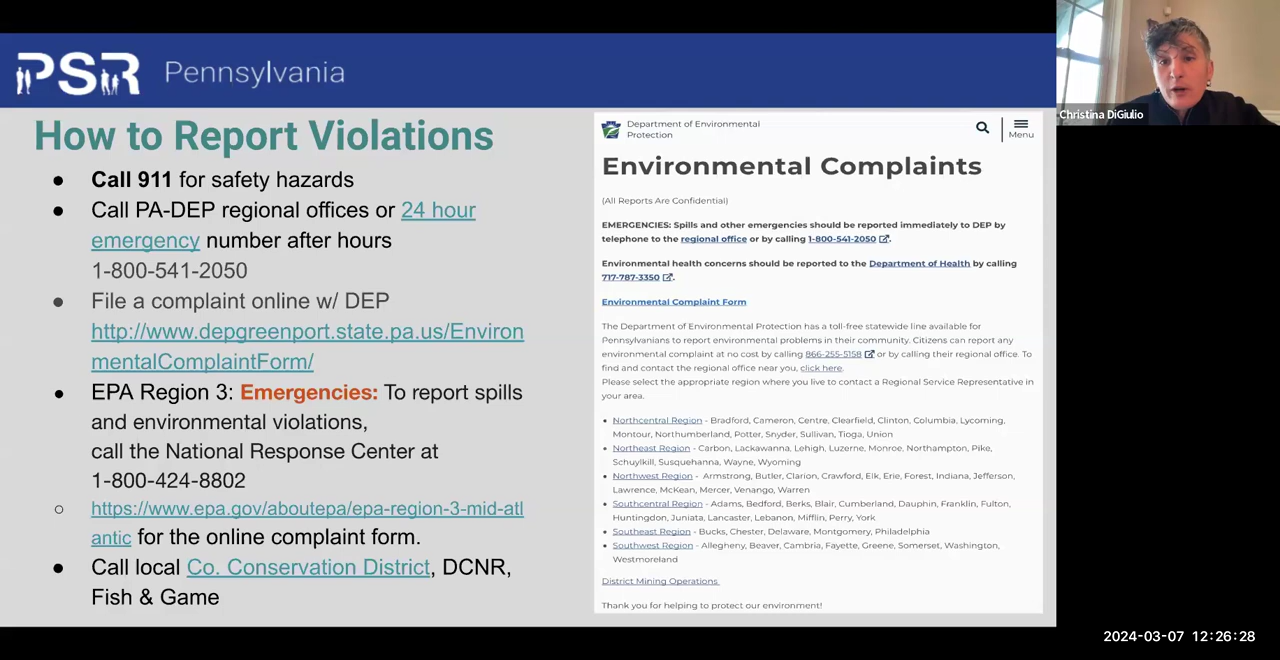 PSR Pennsylvania
How to Report Violations
● Call 911 for safety hazards
● Call PA-DEP regional offices or 24 hour
emergency number after hours
1-800-541-2050
● File a complaint online w/ DEP
http://www.depgreenport.state.pa.us/Environ
mentalComplaintForm/
● EPA Region 3: Emergencies: To report spills
and environmental violations,
call the National Response Center at
1-800-424-8802
○ https://www.epa.gov/aboutepa/epa-region-3-mid-atl
antic for the online complaint form.
● Call local Co. Conservation District, DCNR,
Fish & Game
Department of Environmental
Protection
Menu
Environmental Complaints
(All Reports Are Confidential)
EMERGENCIES: Spills and other emergencies should be reported immediately to DEP by
telephone to the regional office or by calling 1-800-541-2050.
Environmental health concerns should be reported to the Department of Health by calling
717-787-3350.
Environmental Complaint Form
The Department of Environmental Protection has a toll-free statewide line available for
Pennsylvanians to report environmental problems in their community. Citizens can report any
environmental complaint at no cost by calling 866-255-5158 or by calling their regional office. To
find and contact the regional office near you, click here.
Please select the appropriate region where you live to contact a Regional Service Representative in
your area.
• Northcentral Region - Bradford, Cameron, Centre, Clearfield, Clinton, Columbia, Lycoming,
Montour, Northumberland, Potter, Snyder, Sullivan, Tioga, Union
• Northeast Region - Carbon, Lackawanna, Lehigh, Luzerne, Monroe, Northampton, Pike,
Schuylkill, Susquehanna, Wayne, Wyoming
• Northwest Region - Armstrong, Butler, Clarion, Crawford, Elk, Erie, Forest, Indiana, Jefferson,
Lawrence, McKean, Mercer, Venango, Warren
• Southcentral Region - Adams, Bedford, Berks, Blair, Cumberland, Dauphin, Franklin, Fulton,
Huntingdon, Juniata, Lancaster, Lebanon, Mifflin, Perry, York
• Southeast Region - Bucks, Chester, Delaware, Montgomery, Philadelphia
• Southwest Region - Allegheny, Beaver, Cambria, Fayette, Greene, Somerset, Washington,
Westmoreland
District Mining Operations
Thank you for helping to protect our environment!
Christina DiGiulio
2024-03-07 12:26:28